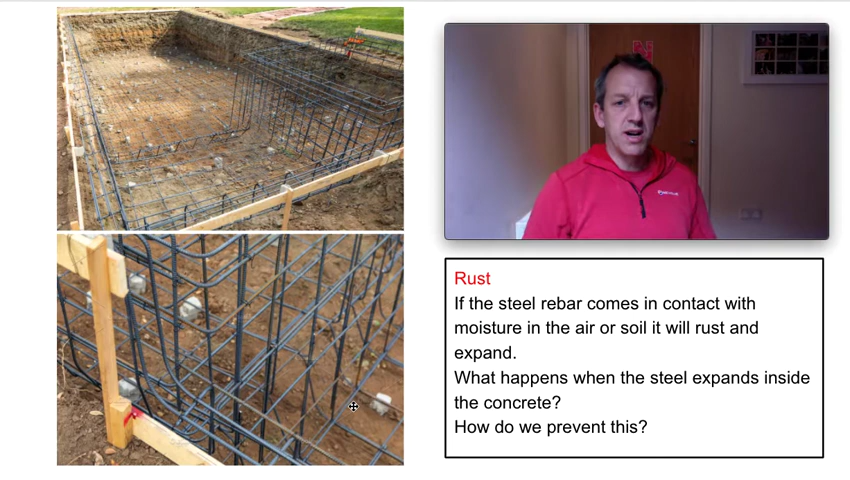 Rust
If the steel rebar comes in contact with
moisture in the air or soil it will rust and
expand.
What happens when the steel expands inside
the concrete?
How do we prevent this?